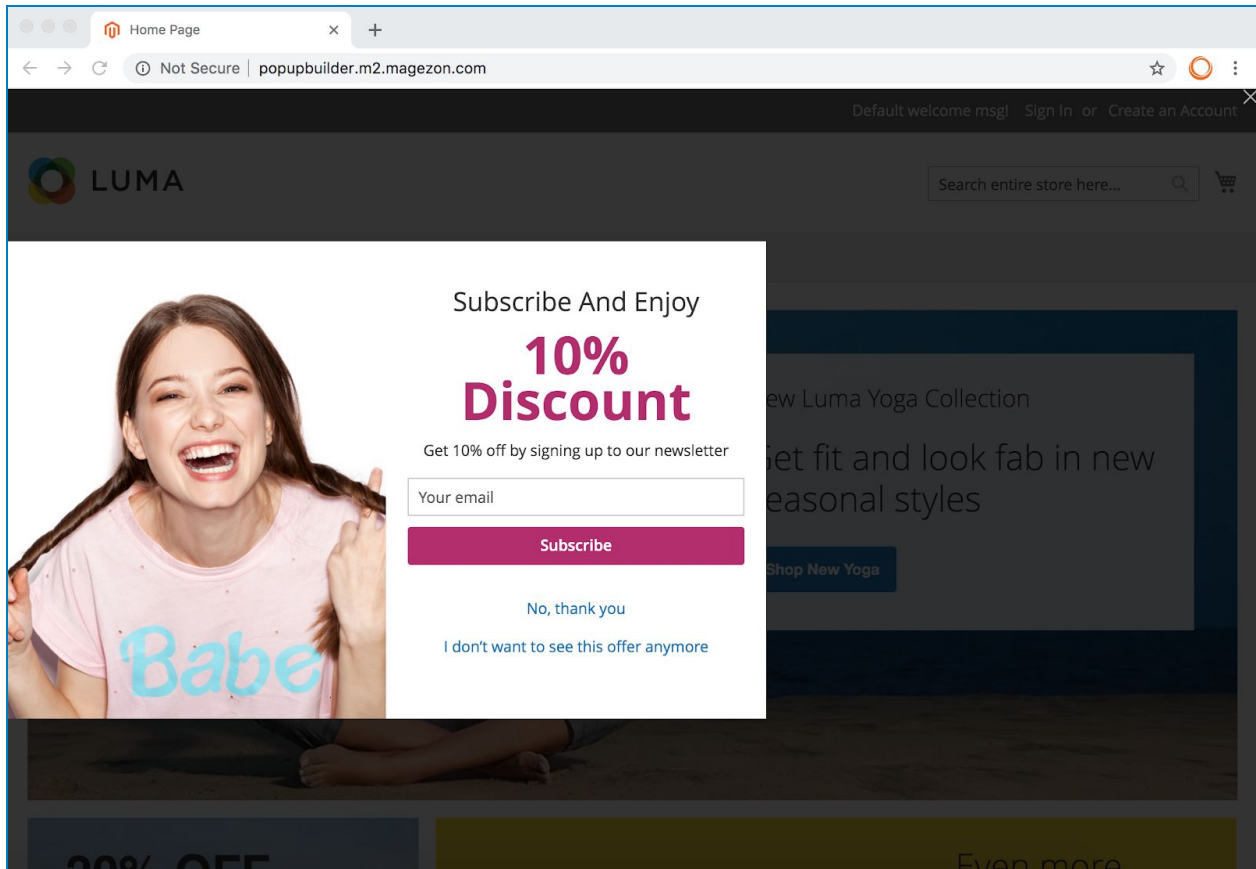 Home Page
Not Secure popupbuilder.m2.magezon.com
Default welcome msg! Sign In or Create an Account
LUMA
Search entire store here...
Subscribe And Enjoy
10%
Discount
Get 10% off by signing up to our newsletter
Your email
Subscribe
No, thank you
I don't want to see this offer anymore
Babe
ew Luma Yoga Collection
et fit and look fab in new
easonal styles
Shop New Yoga
20% OFF
Even more